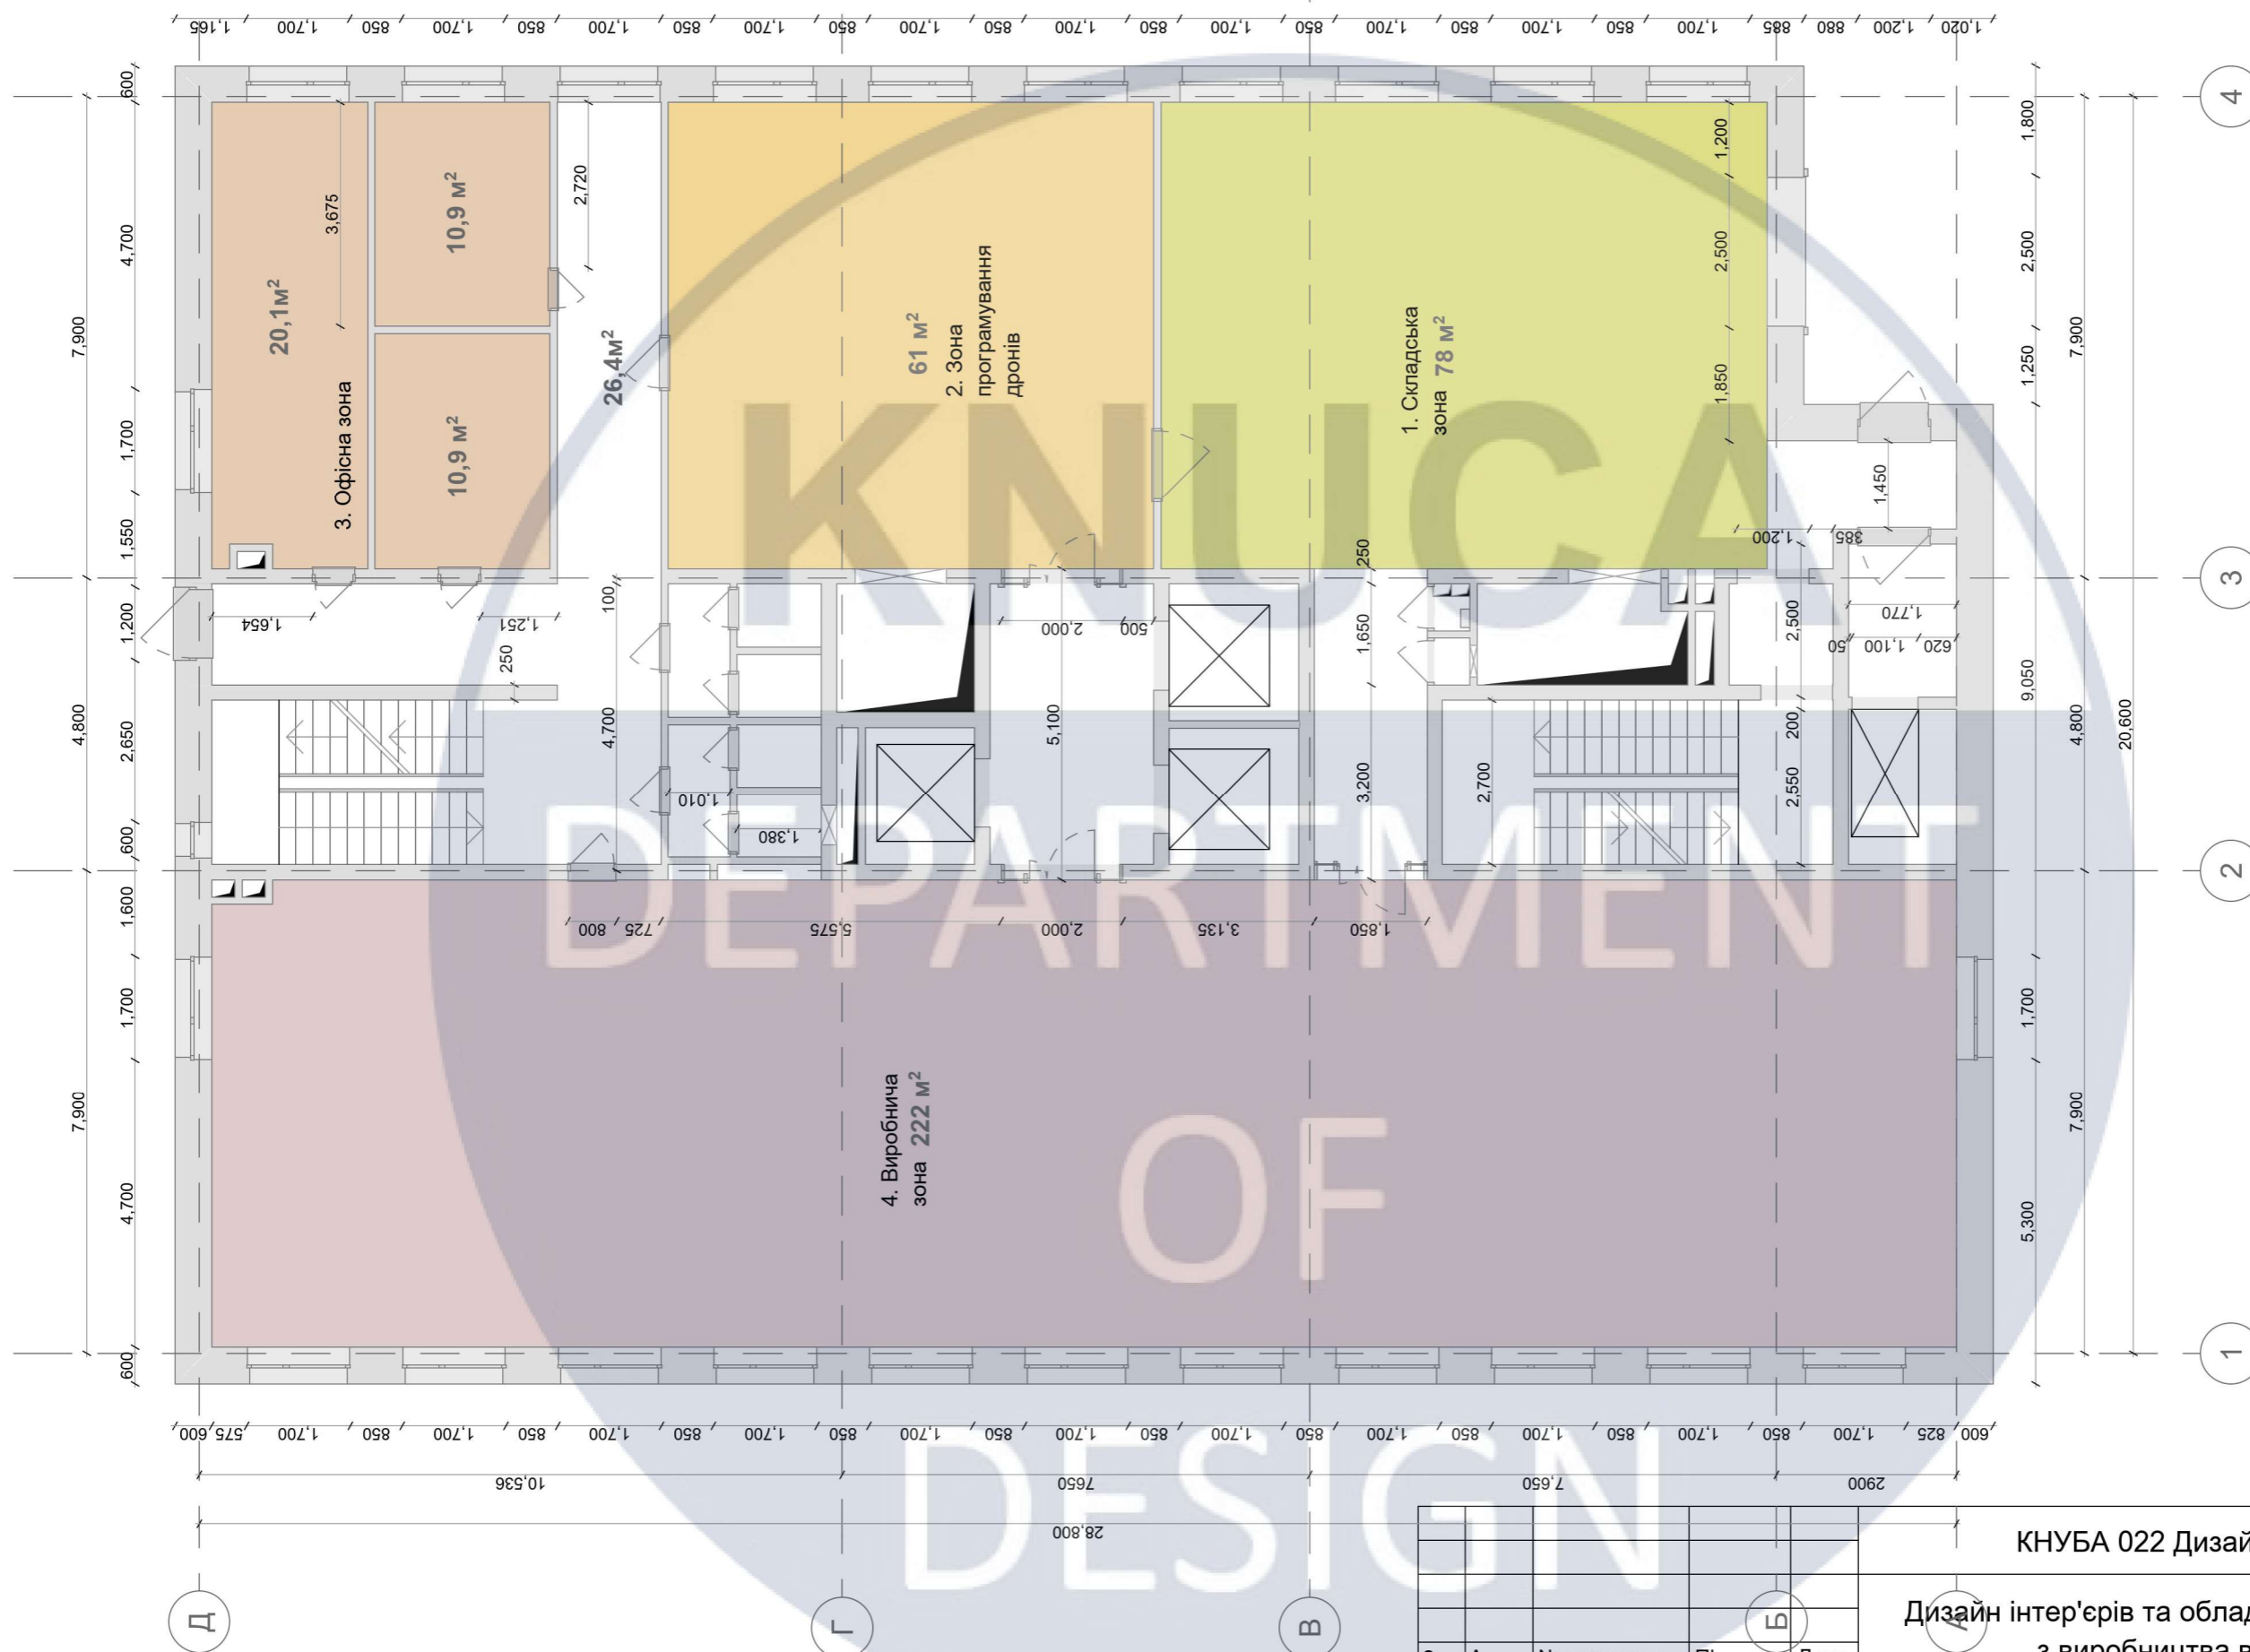 1,165 1,700 850 1,700 850 1,700 850 1,700 850 1,700 850 1,700 850 1,700 850 1,700 850 1,700 850 1,700 885 880 1,200 1,020
600
4,700
1,700
1,550
1,200
2,650
600
1,600
1,700
4,700
600
7,900
4,800
7,900
20,1м²
3,675
10,9 м²
10,9 м²
3. Офісна зона
2,720
26,4м²
61 м²
2. Зона
програмування
дронів
1. Складська
зона 78 м²
1,200
2,500
1,850
1,800
2,500
1,250
7,900
1,450
1,200 385
4
3
2
1
1,654
1,251
250
100
4,700
2,000 500
5,100
1,010
1,380
250
1,650
3,200
2,700
2,500
200
2,550
1,770
50 1,100 620
9,050
4,800
20,600
800 725 5,575 2,000 3,135 1,850
4. Виробнича
зона 222 м²
1,700
5,300
7,900
600 575 1,700 850 1,700 850 1,700 850 1,700 850 1,700 850 1,700 850 1,700 850 1,700 850 1,700 850 1,700 850 1,700 825 600
10,536 7650 7,650 2900
28,800
Д Г В Б А
KNUCA
DEPARTMENT
OF
DESIGN
КНУБА 022 Дизай
Дизайн інтер'єрів та облад